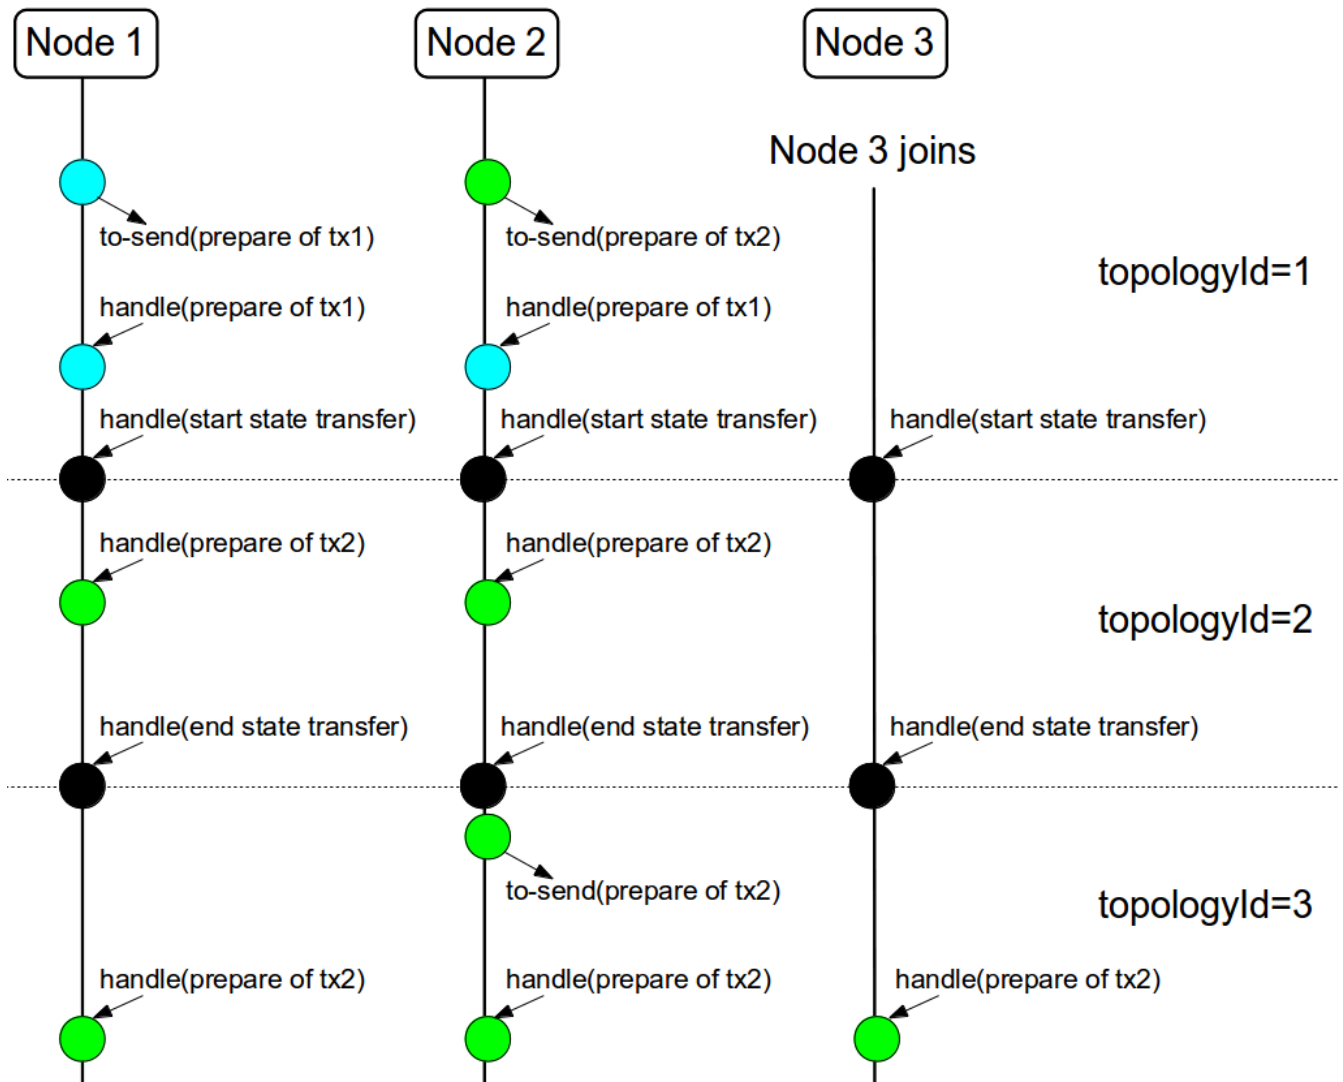 Node 1
Node 2
Node 3
Node 3 joins
to-send(prepare of tx1)
to-send(prepare of tx2)
topologyId=1
handle(prepare of tx1)
handle(prepare of tx1)
handle(start state transfer)
handle(start state transfer)
handle(start state transfer)
handle(prepare of tx2)
handle(prepare of tx2)
topologyId=2
handle(end state transfer)
handle(end state transfer)
handle(end state transfer)
to-send(prepare of tx2)
topologyId=3
handle(prepare of tx2)
handle(prepare of tx2)
handle(prepare of tx2)